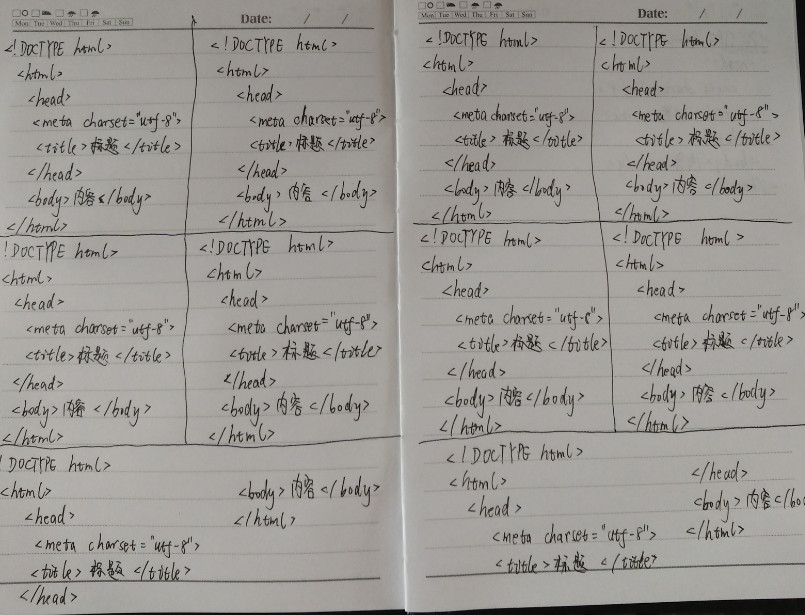 Mon Tue Wed Thu Fri Sat Sun
Date: / /
<!DOCTYPE html>
<html>
<head>
<meta charset="utf-8">
<title>标题</title>
</head>
<body>内容</body>
</html>
<!DOCTYPE html>
<html>
<head>
<meta charset="utf-8">
<title>标题</title>
</head>
<body>内容</body>
</html>
!DOCTYPE html>
<html>
<head>
<meta charset="utf-8">
<title>标题</title>
</head>
<body>内容</body>
</html>
<!DOCTYPE html>
<html>
<head>
<meta charset="utf-8">
<title>标题</title>
</head>
<body>内容</body>
</html>
! DOCTYPE html>
<html>
<head>
<meta charset="utf-8">
<title>标题</title>
</head>
<body>内容</body>
</html>
Mon Tue Wed Thu Fri Sat Sun
Date: / /
<!DOCTYPE html>
<html>
<head>
<meta charset="utf-8">
<title>标题</title>
</head>
<body>内容</body>
</html>
<!DOCTYPE html>
<html>
<head>
<meta charset="utf-8">
<title>标题</title>
</head>
<body>内容</body>
</html>
<!DOCTYPE html>
<html>
<head>
<meta charset="utf-8">
<title>标题</title>
</head>
<body>内容</body>
</html>
<!DOCTYPE html>
<html>
<head>
<meta charset="utf-8">
<title>标题</title>
</head>
<body>内容</body>
</html>
<!DOCTYPE html>
<html>
<head>
<meta charset="utf-8">
<title>标题</title>
</head>
<body>内容</bo
</html>